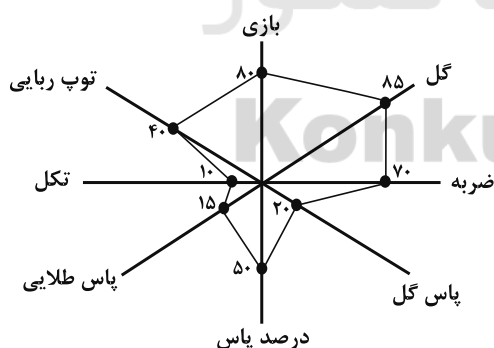 بازی
۸۰
۸۵ گل
توپ ربایی
۴۰
Konku
تکل ۱۰ ۷۰ ضربه
۱۵ ۲۰
پاس طلایی پاس گل
۵۰
درصد پاس